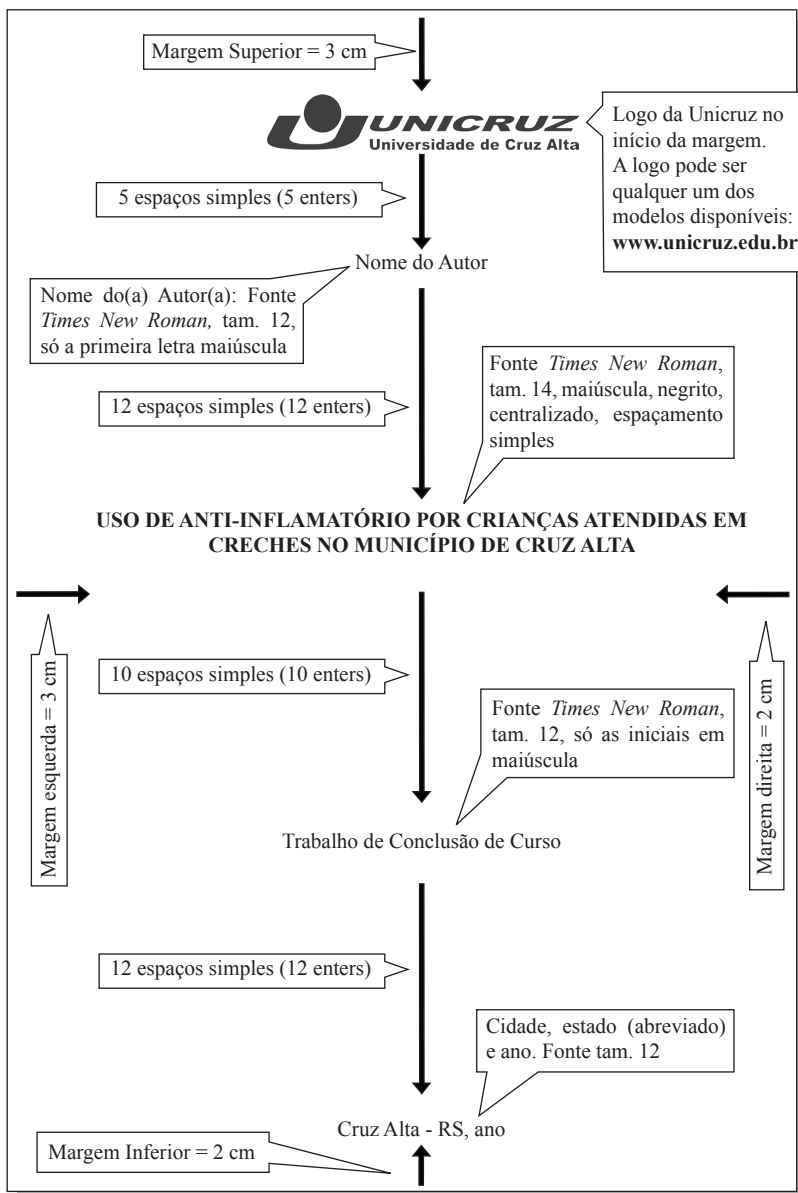 Margem Superior = 3 cm
UNICRUZ
Universidade de Cruz Alta
Logo da Unicruz no
início da margem.
A logo pode ser
qualquer um dos
modelos disponíveis:
www.unicruz.edu.br
5 espaços simples (5 enters)
Nome do Autor
Nome do(a) Autor(a): Fonte
Times New Roman, tam. 12,
só a primeira letra maiúscula
12 espaços simples (12 enters)
Fonte Times New Roman,
tam. 14, maiúscula, negrito,
centralizado, espaçamento
simples
USO DE ANTI-INFLAMATÓRIO POR CRIANÇAS ATENDIDAS EM
CRECHES NO MUNICÍPIO DE CRUZ ALTA
Margem esquerda = 3 cm
10 espaços simples (10 enters)
Fonte Times New Roman,
tam. 12, só as iniciais em
maiúscula
Margem direita = 2 cm
Trabalho de Conclusão de Curso
12 espaços simples (12 enters)
Cidade, estado (abreviado)
e ano. Fonte tam. 12
Cruz Alta - RS, ano
Margem Inferior = 2 cm